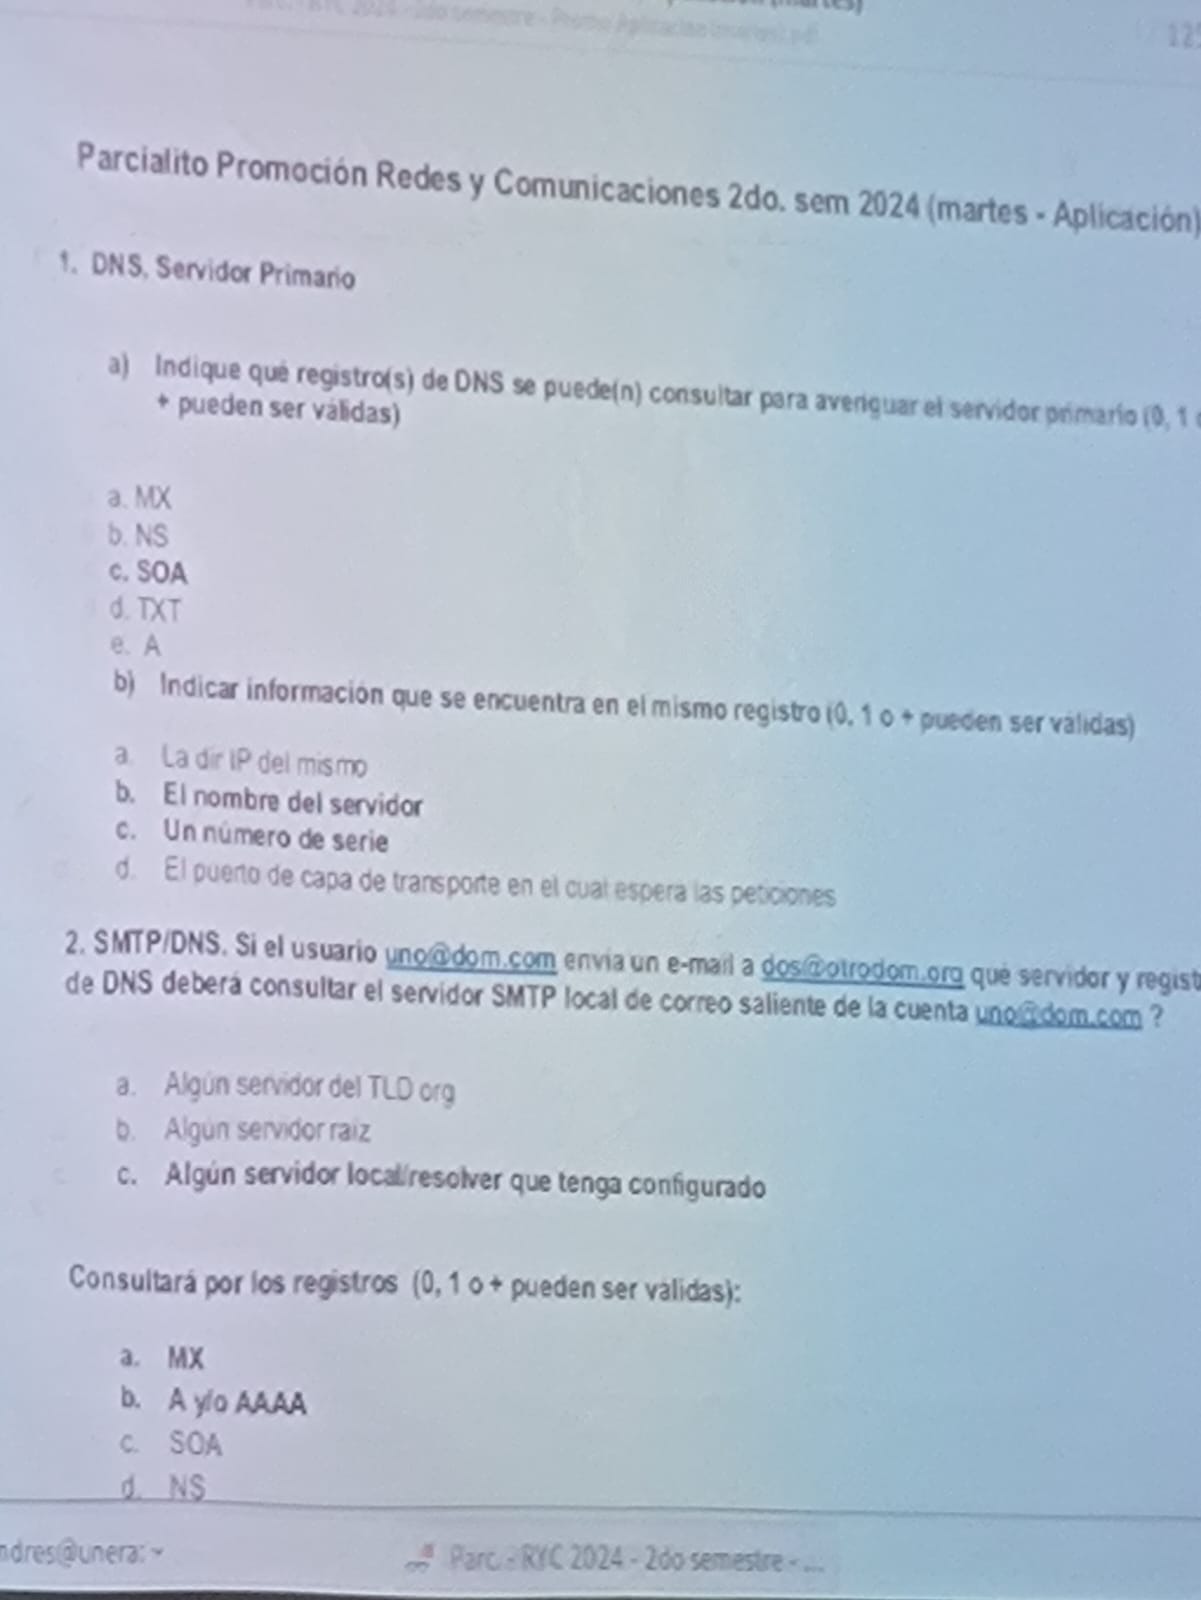 Parc. - RYC 2024 - 2do semestre - Promo Aplicacion (martes).pdf
Parcialito Promoción Redes y Comunicaciones 2do. sem 2024 (martes - Aplicación)
1. DNS, Servidor Primario
a) Indique qué registro(s) de DNS se puede(n) consultar para averiguar el servidor primario (0, 1 o
+ pueden ser válidas)
a. MX
b. NS
c. SOA
d. TXT
e. A
b) Indicar información que se encuentra en el mismo registro (0, 1 o + pueden ser válidas)
a. La dir IP del mismo
b. El nombre del servidor
c. Un número de serie
d. El puerto de capa de transporte en el cual espera las peticiones
2. SMTP/DNS. Si el usuario uno@dom.com envía un e-mail a dos@otrodom.org qué servidor y regist
de DNS deberá consultar el servidor SMTP local de correo saliente de la cuenta uno@dom.com ?
a. Algún servidor del TLD org
b. Algún servidor raíz
c. Algún servidor local/resolver que tenga configurado
Consultará por los registros (0, 1 o + pueden ser válidas):
a. MX
b. A y/o AAAA
c. SOA
d. NS
ndres@unera: ~
Parc. - RYC 2024 - 2do semestre - ...